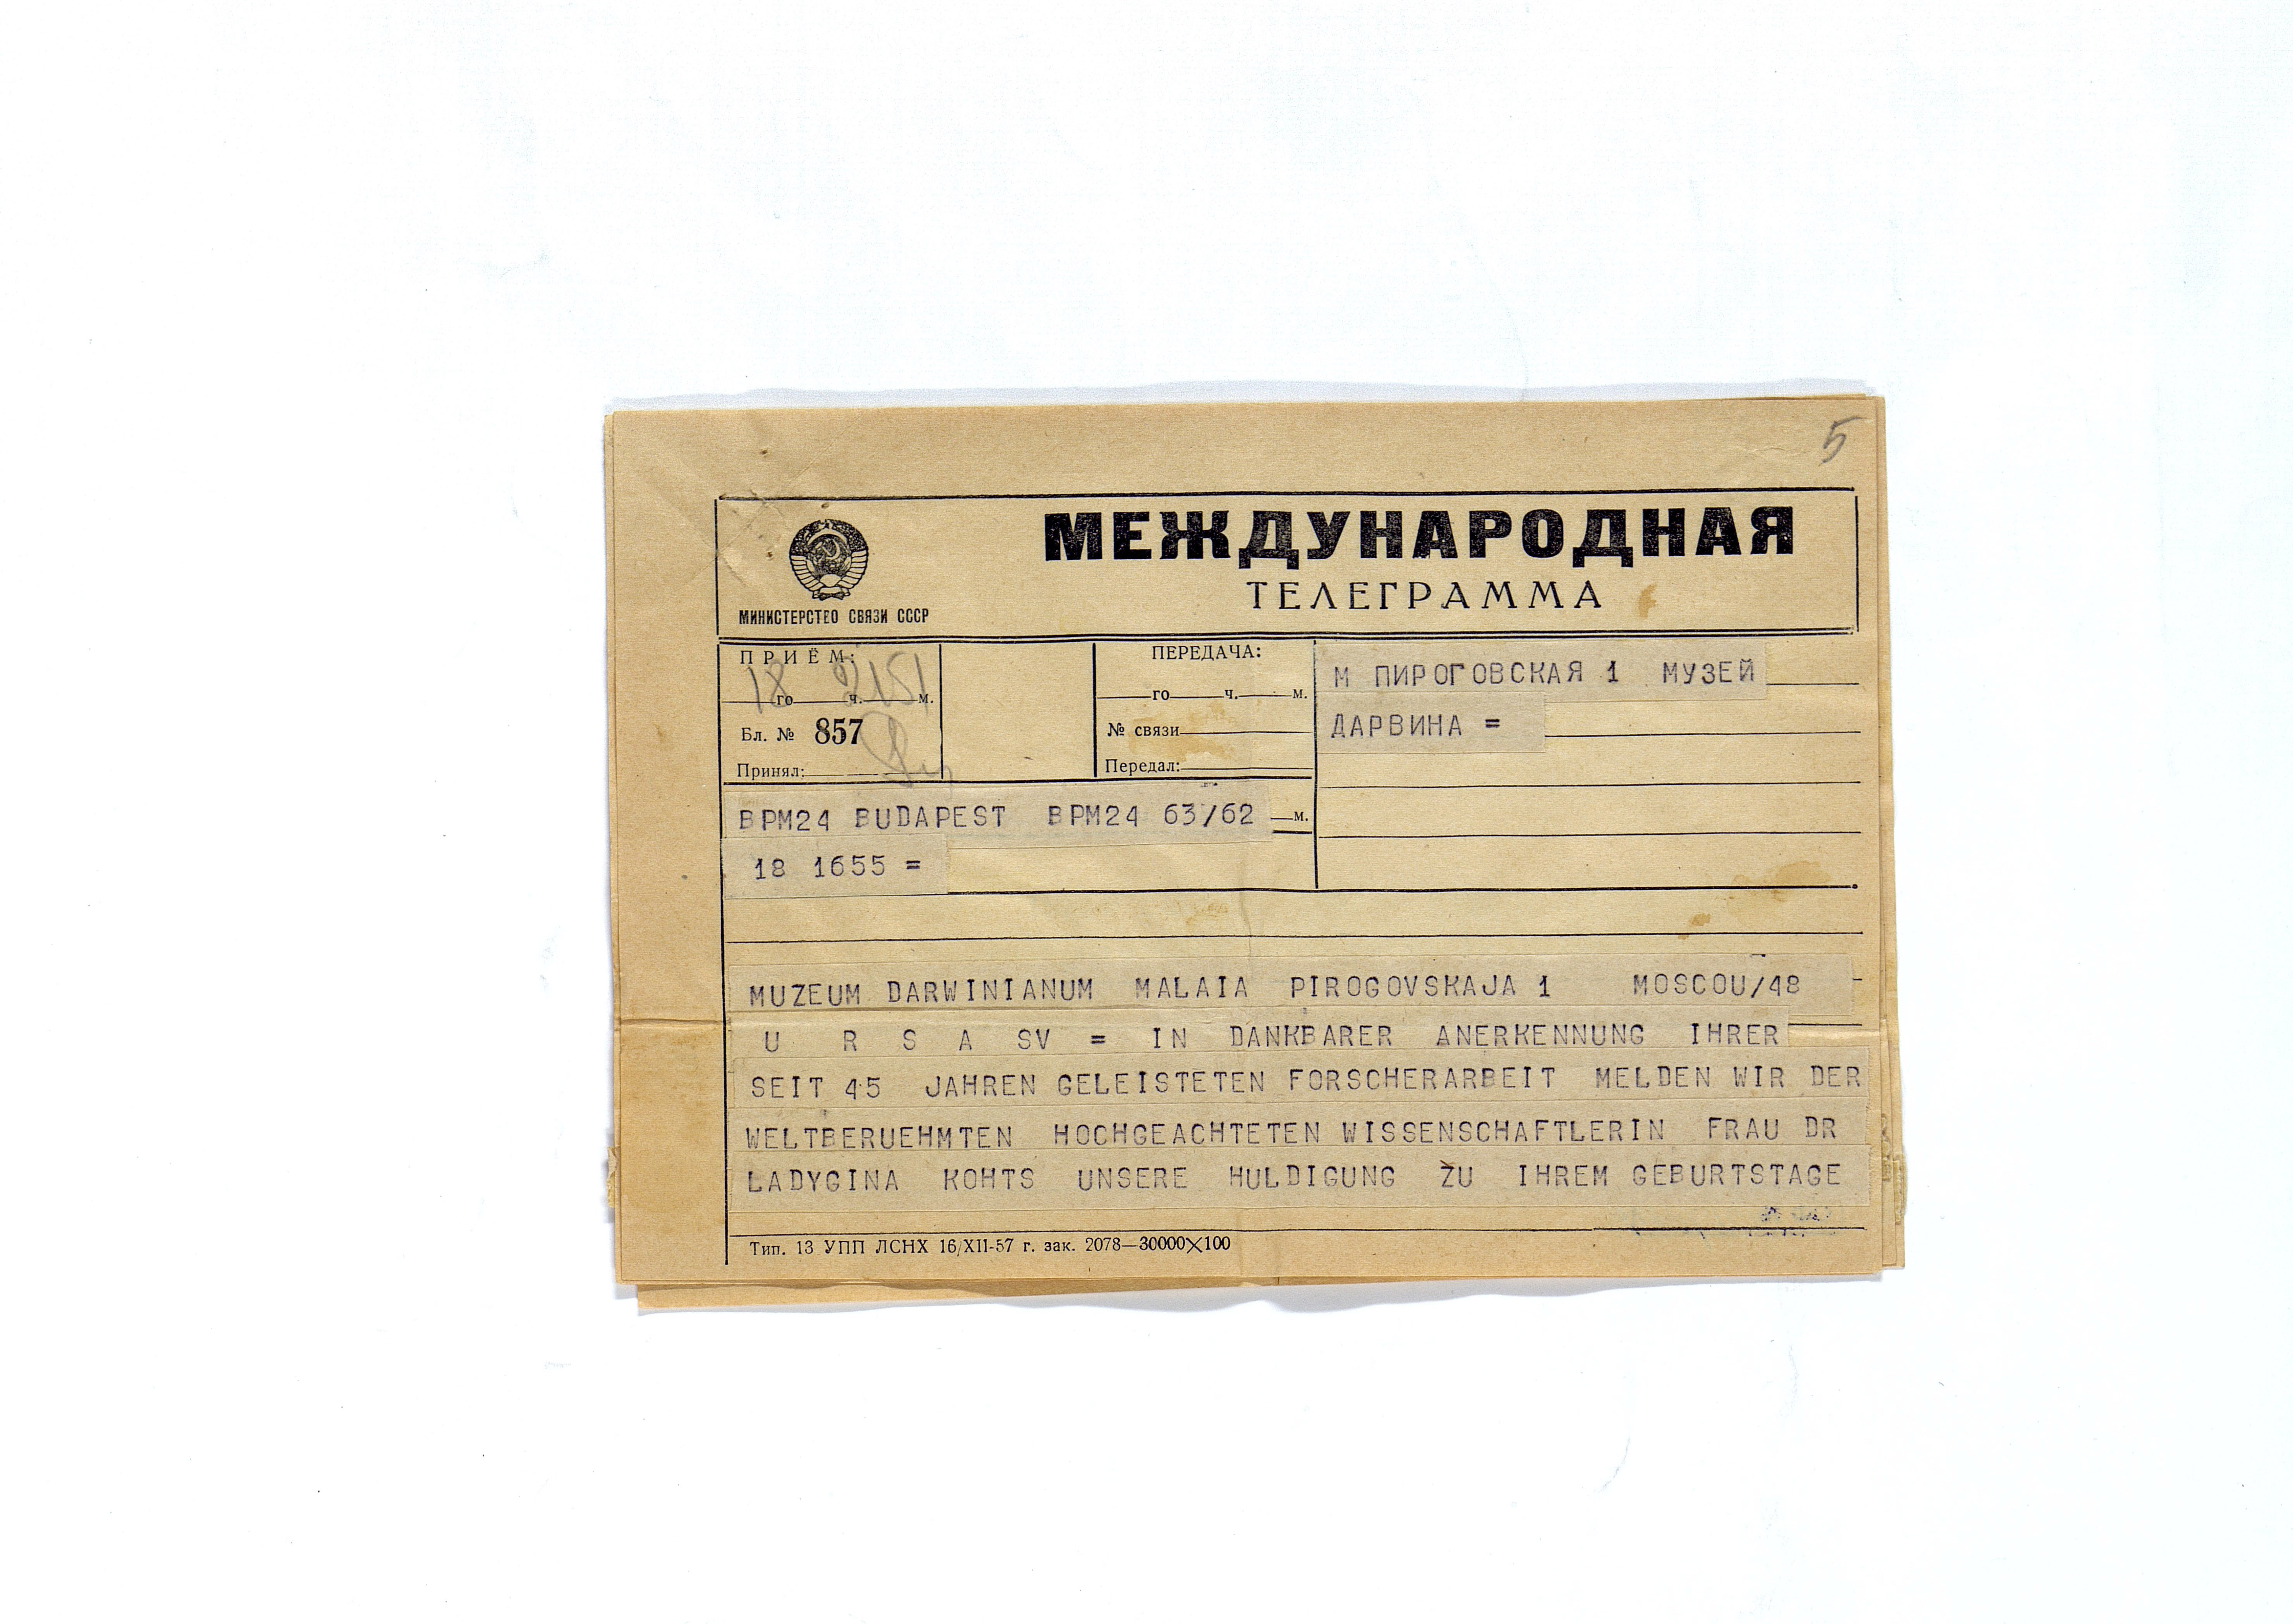 5
МЕЖДУНАРОДНАЯ
ТЕЛЕГРАММА
МИНИСТЕРСТВО СВЯЗИ СССР
ПРИЁМ:
18 2151
го ч. м.
Бл. № 857
Принял:
ПЕРЕДАЧА:
го ч. м.
№ связи
Передал:
М ПИРОГОВСКАЯ 1 МУЗЕЙ
ДАРВИНА =
BPM24 BUDAPEST BPM24 63/62 м.
18 1655 =
MUZEUM DARWINIANUM MALAIA PIROGOVSKAJA 1 MOSCOU/48
U R S A SV = IN DANKBARER ANERKENNUNG IHRER
SEIT 45 JAHREN GELEISTETEN FORSCHERARBEIT MELDEN WIR DER
WELTBERUEHMTEN HOCHGEACHTETEN WISSENSCHAFTLERIN FRAU DR
LADYGINA KOHTS UNSERE HULDIGUNG ZU IHREM GEBURTSTAGE
Тип. 13 УПП ЛСНХ 16/XII-57 г. зак. 2078—30000×100